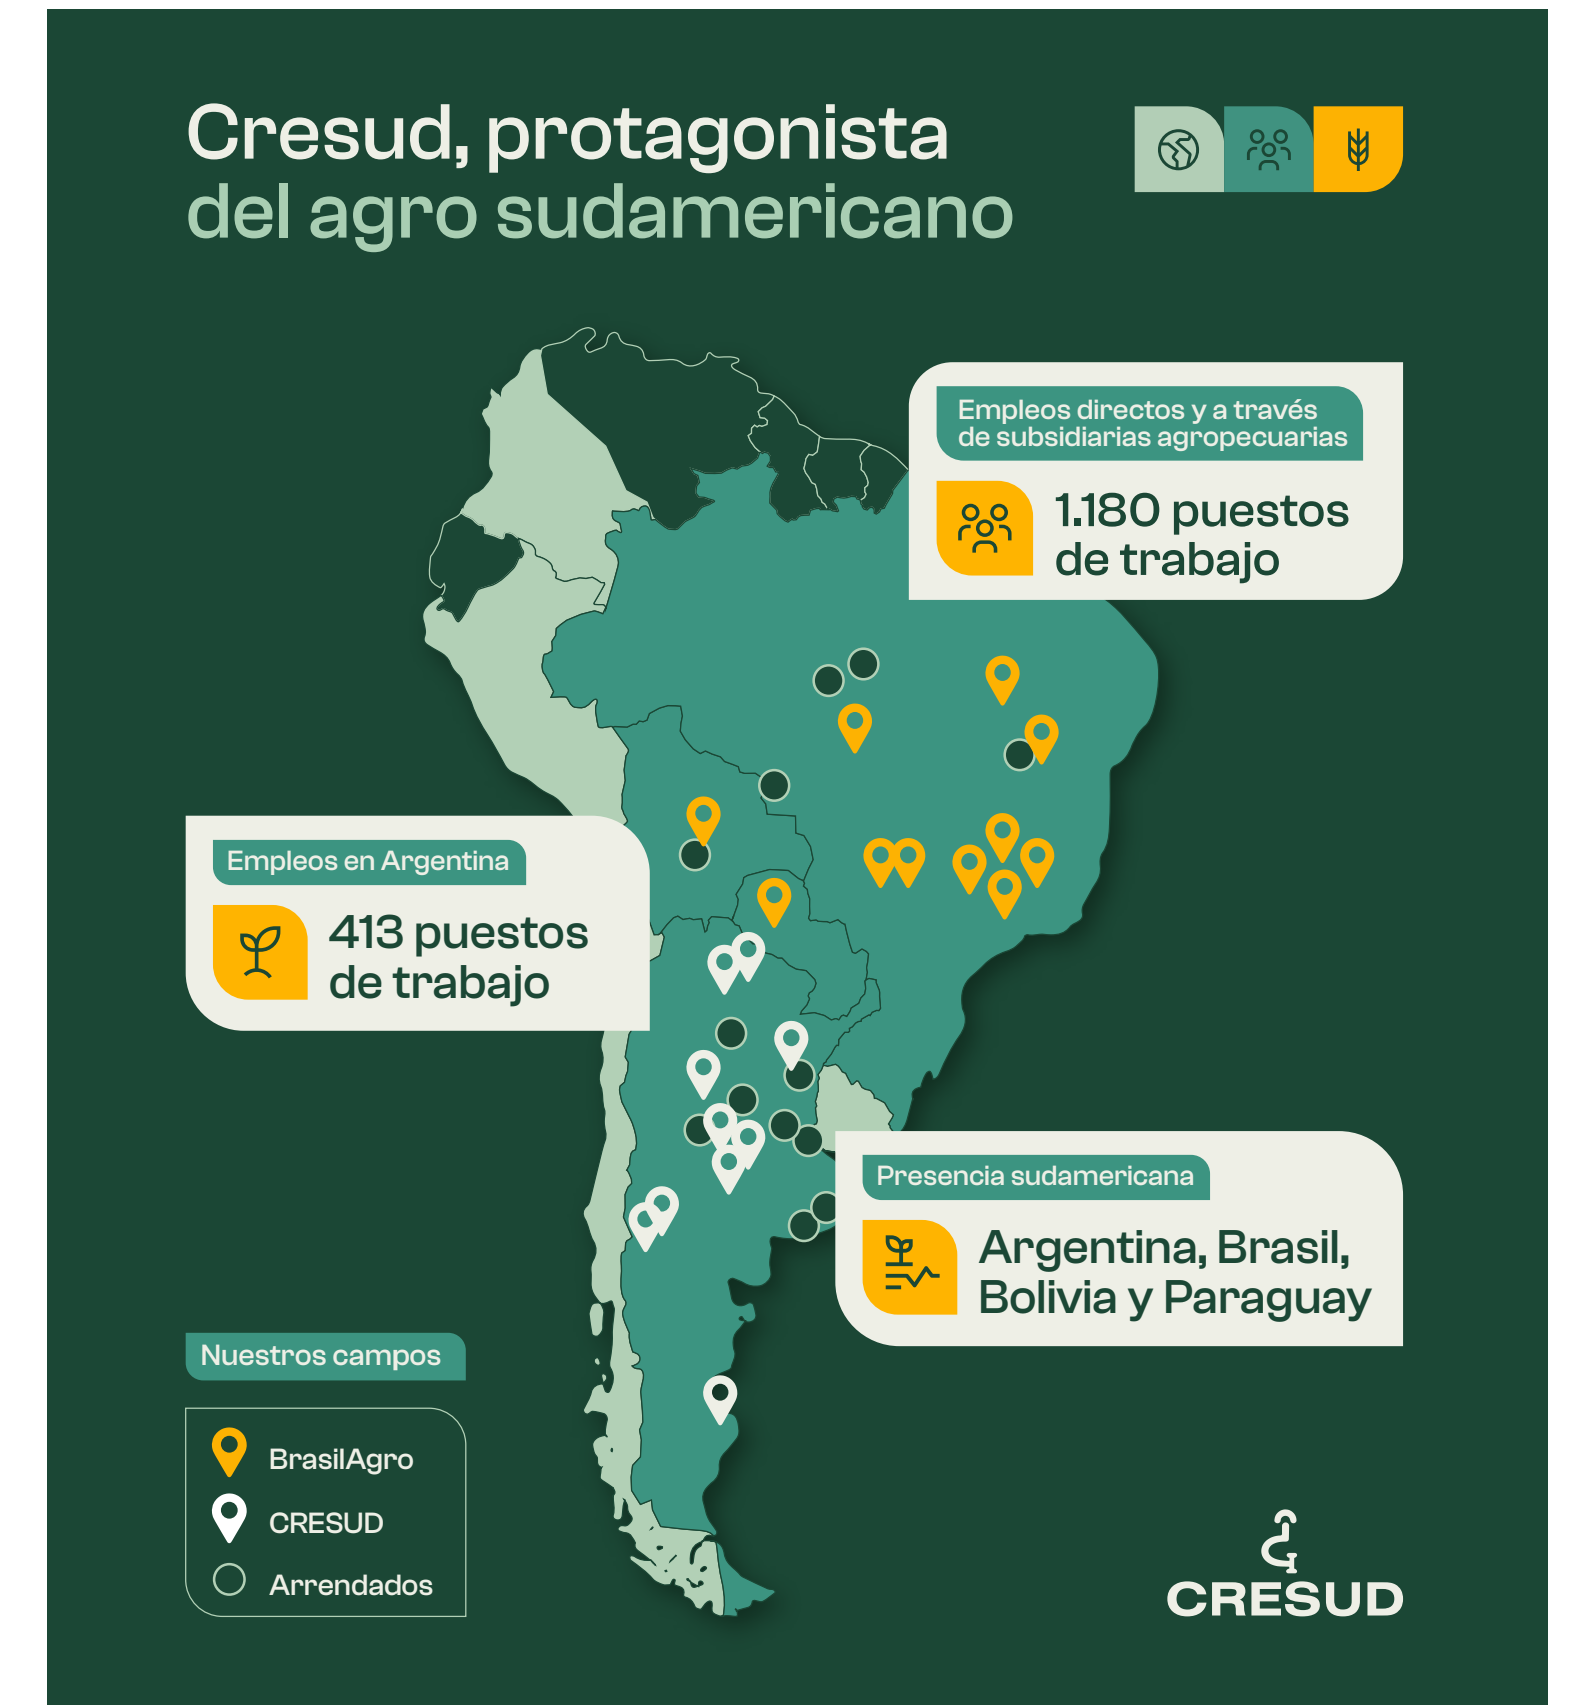 Cresud, protagonista
del agro sudamericano
Empleos directos y a través
de subsidiarias agropecuarias
1.180 puestos
de trabajo
Empleos en Argentina
413 puestos
de trabajo
Presencia sudamericana
Argentina, Brasil,
Bolivia y Paraguay
Nuestros campos
BrasilAgro
CRESUD
Arrendados
CRESUD